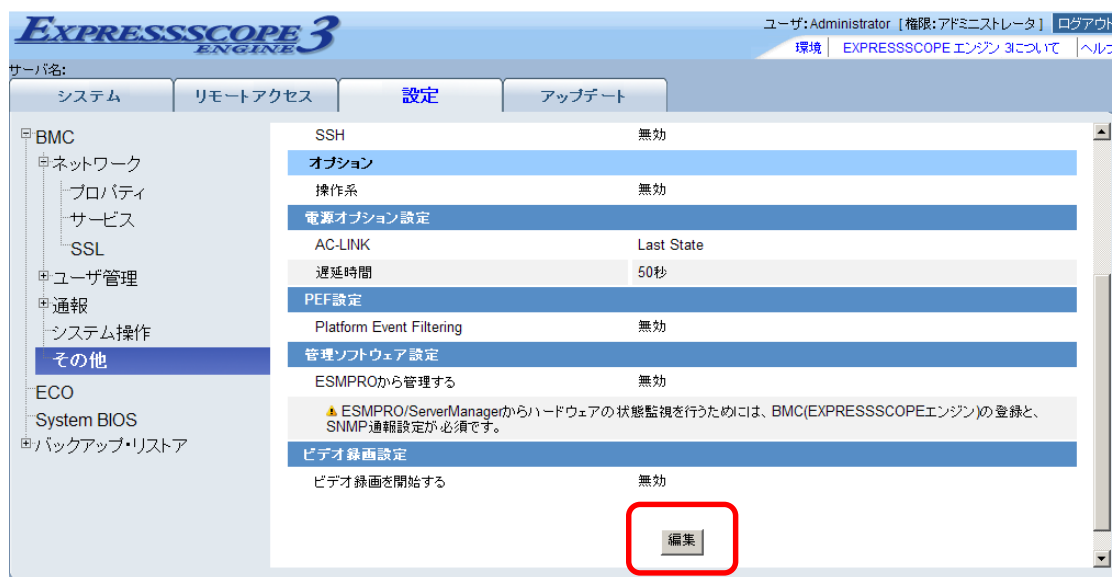 EXPRESSSCOPE 3
ENGINE
ユーザ:Administrator [権限:アドミニストレータ] ログアウト
環境 EXPRESSSCOPE エンジン 3について ヘルプ
サーバ名:
システム リモートアクセス 設定 アップデート
BMC
ネットワーク
プロパティ
サービス
SSL
ユーザ管理
通報
システム操作
その他
ECO
System BIOS
バックアップ・リストア
SSH 無効
オプション
操作系 無効
電源オプション設定
AC-LINK Last State
遅延時間 50秒
PEF設定
Platform Event Filtering 無効
管理ソフトウェア設定
ESMPROから管理する 無効
ESMPRO/ServerManagerからハードウェアの状態監視を行うためには、BMC(EXPRESSSCOPEエンジン)の登録と、
SNMP通報設定が必須です。
ビデオ録画設定
ビデオ録画を開始する 無効
編集